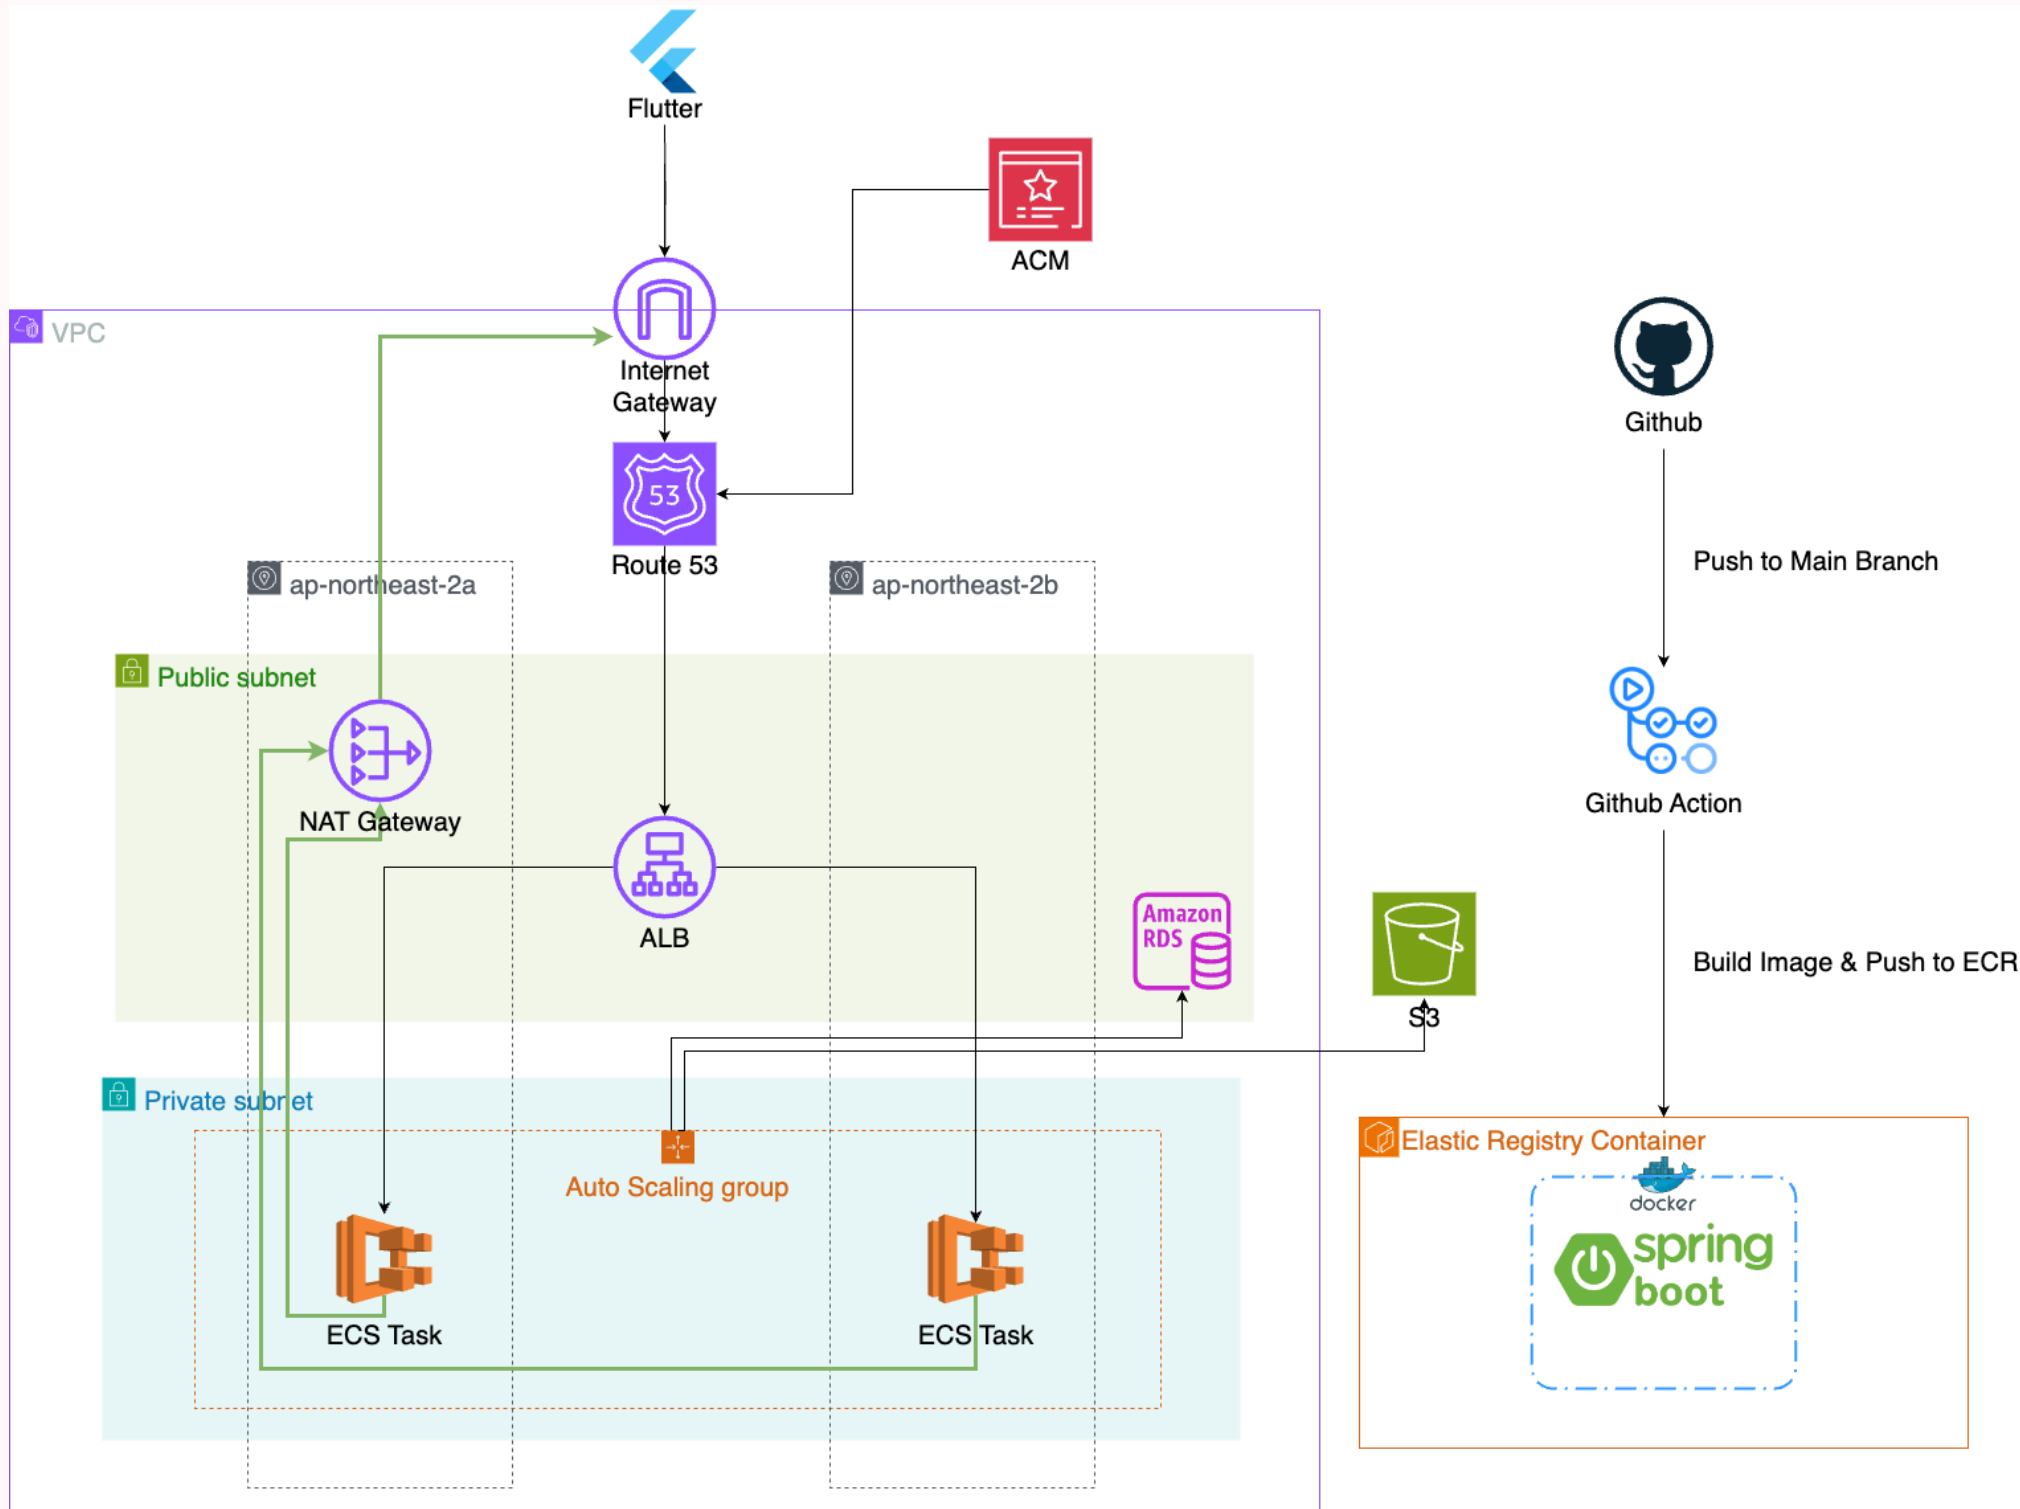 Flutter
ACM
VPC
Internet
Gateway
Github
53
Route 53
Push to Main Branch
ap-northeast-2a
ap-northeast-2b
Public subnet
NAT Gateway
Github Action
ALB
Amazon
RDS
S3
Build Image & Push to ECR
Private subnet
Auto Scaling group
Elastic Registry Container
docker
spring
boot
ECS Task
ECS Task